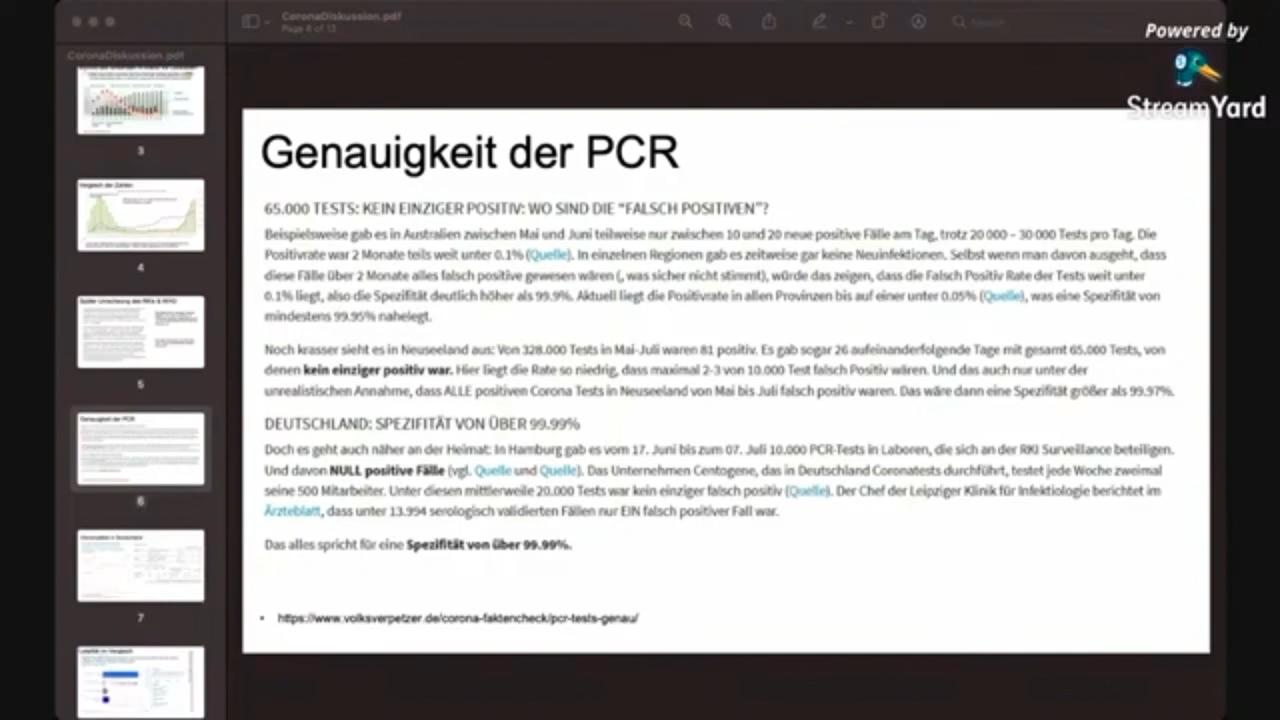 CoronaDiskussion.pdf
Page 6 of 13
Search
Powered by
StreamYard
CoronaDiskussion.pdf
3
Vergleich der Zahlen
4
5
Genauigkeit der PCR
6
7
Genauigkeit der PCR
65.000 TESTS: KEIN EINZIGER POSITIV: WO SIND DIE "FALSCH POSITIVEN"?
Beispielsweise gab es in Australien zwischen Mai und Juni teilweise nur zwischen 10 und 20 neue positive Fälle am Tag, trotz 20 000 – 30 000 Tests pro Tag. Die
Positivrate war 2 Monate teils weit unter 0.1% (Quelle). In einzelnen Regionen gab es zeitweise gar keine Neuinfektionen. Selbst wenn man davon ausgeht, dass
diese Fälle über 2 Monate alles falsch positive gewesen wären (, was sicher nicht stimmt), würde das zeigen, dass die Falsch Positiv Rate der Tests weit unter
0.1% liegt, also die Spezifität deutlich höher als 99.9%. Aktuell liegt die Positivrate in allen Provinzen bis auf einer unter 0.05% (Quelle), was eine Spezifität von
mindestens 99.95% nahelegt.
Noch krasser sieht es in Neuseeland aus: Von 328.000 Tests in Mai-Juli waren 81 positiv. Es gab sogar 26 aufeinanderfolgende Tage mit gesamt 65.000 Tests, von
denen kein einziger positiv war. Hier liegt die Rate so niedrig, dass maximal 2-3 von 10.000 Test falsch Positiv wären. Und das auch nur unter der
unrealistischen Annahme, dass ALLE positiven Corona Tests in Neuseeland von Mai bis Juli falsch positiv waren. Das wäre dann eine Spezifität größer als 99.97%.
DEUTSCHLAND: SPEZIFITÄT VON ÜBER 99.99%
Doch es geht auch näher an der Heimat: In Hamburg gab es vom 17. Juni bis zum 07. Juli 10.000 PCR-Tests in Laboren, die sich an der RKI Surveillance beteiligen.
Und davon NULL positive Fälle (vgl. Quelle und Quelle). Das Unternehmen Centogene, das in Deutschland Coronatests durchführt, testet jede Woche zweimal
seine 500 Mitarbeiter. Unter diesen mittlerweile 20.000 Tests war kein einziger falsch positiv (Quelle). Der Chef der Leipziger Klinik für Infektiologie berichtet im
Ärzteblatt, dass unter 13.994 serologisch validierten Fällen nur EIN falsch positiver Fall war.
Das alles spricht für eine Spezifität von über 99.99%.
• https://www.volksverpetzer.de/corona-faktencheck/pcr-tests-genau/